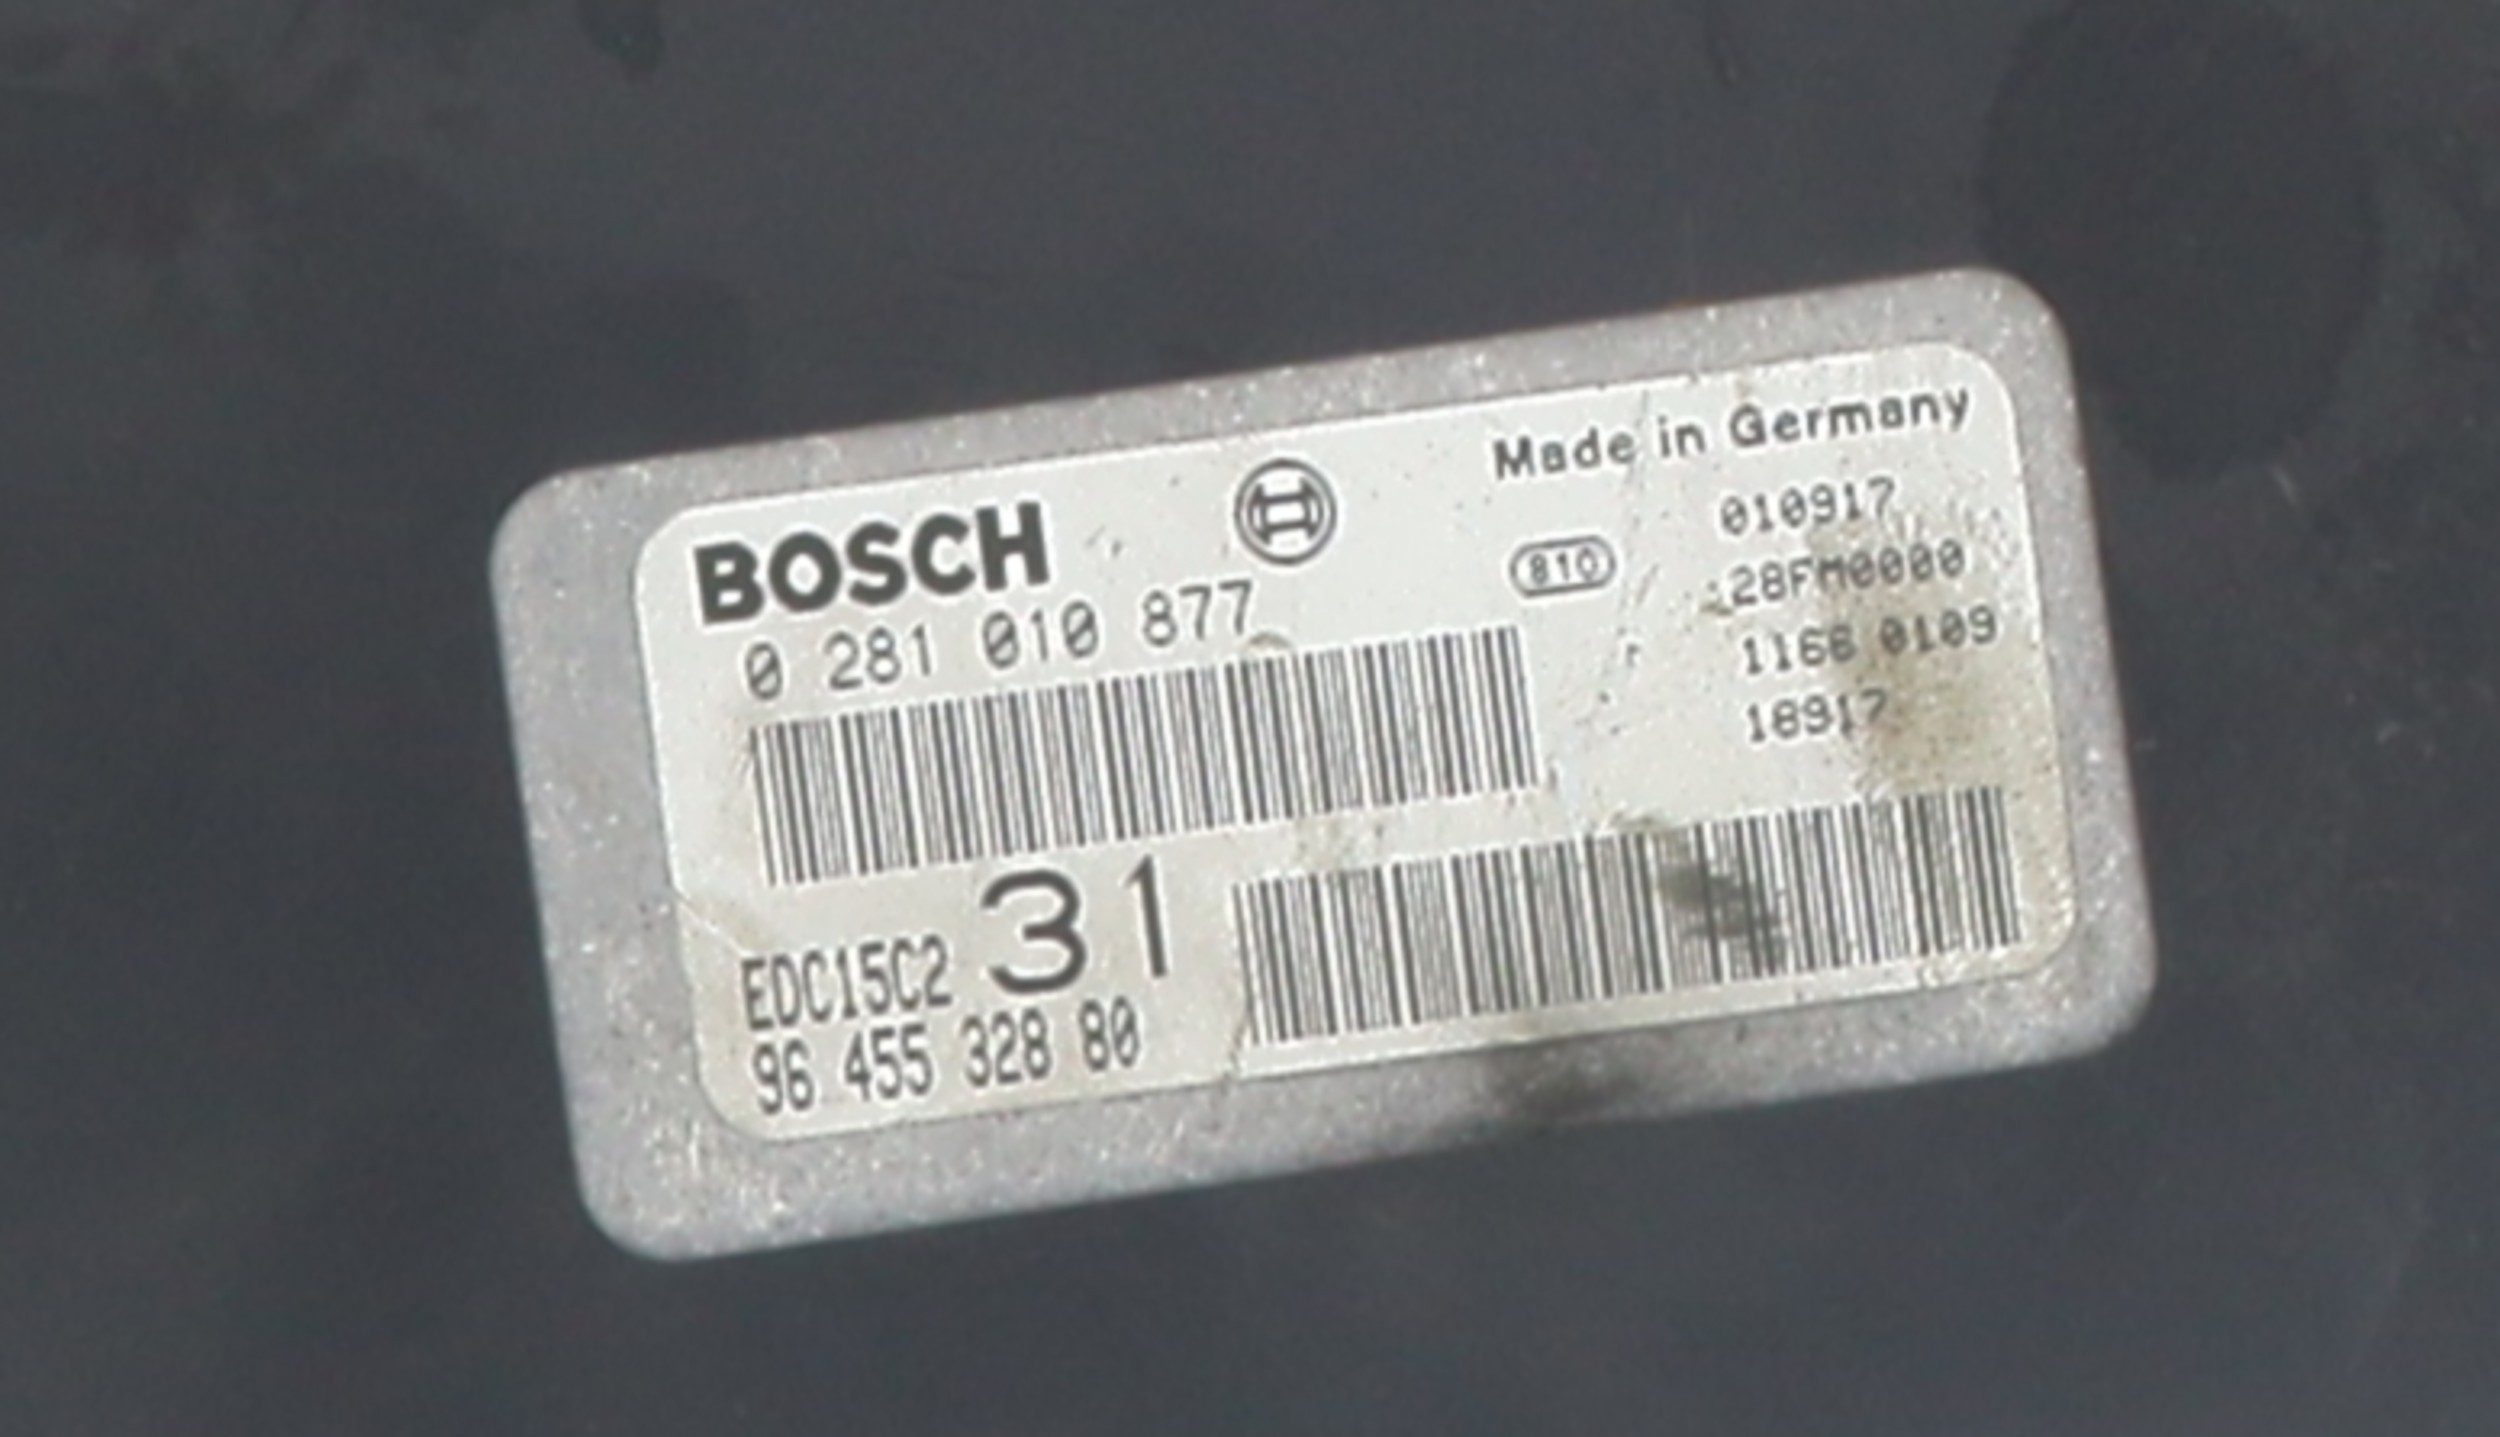 BOSCH
0 281 010 877
Made in Germany
810
010917
28FM0000
1166 0109
18917
EDC15C2 31
96 455 328 80